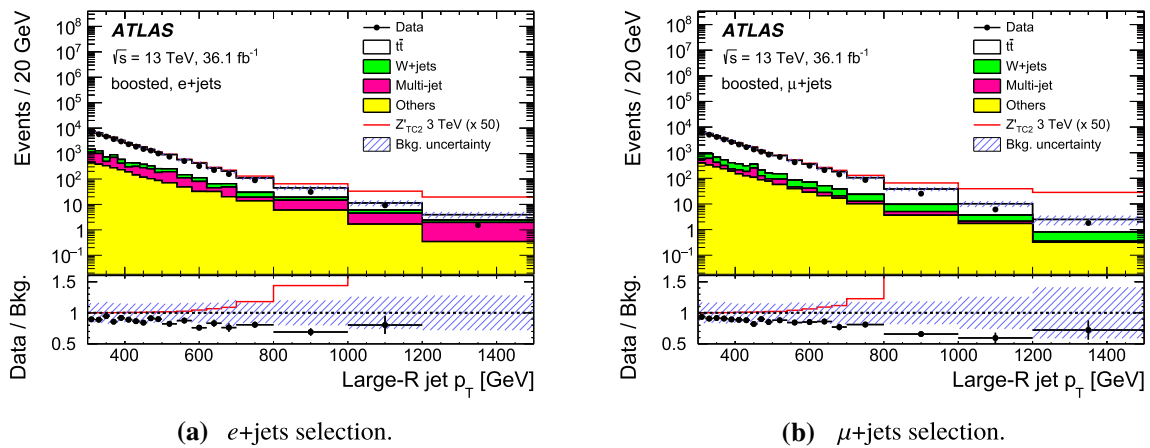 Events / 20 GeV
10⁸
10⁷
10⁶
10⁵
10⁴
10³
10²
10
1
10⁻¹
ATLAS
√s = 13 TeV, 36.1 fb⁻¹
boosted, e+jets
Data
tt̄
W+jets
Multi-jet
Others
Z'TC2 3 TeV (x 50)
Bkg. uncertainty
Data / Bkg.
1.5
1
0.5
400 600 800 1000 1200 1400
Large-R jet pT [GeV]
(a) e+jets selection.
Events / 20 GeV
10⁸
10⁷
10⁶
10⁵
10⁴
10³
10²
10
1
10⁻¹
ATLAS
√s = 13 TeV, 36.1 fb⁻¹
boosted, μ+jets
Data
tt̄
W+jets
Multi-jet
Others
Z'TC2 3 TeV (x 50)
Bkg. uncertainty
Data / Bkg.
1.5
1
0.5
400 600 800 1000 1200 1400
Large-R jet pT [GeV]
(b) μ+jets selection.